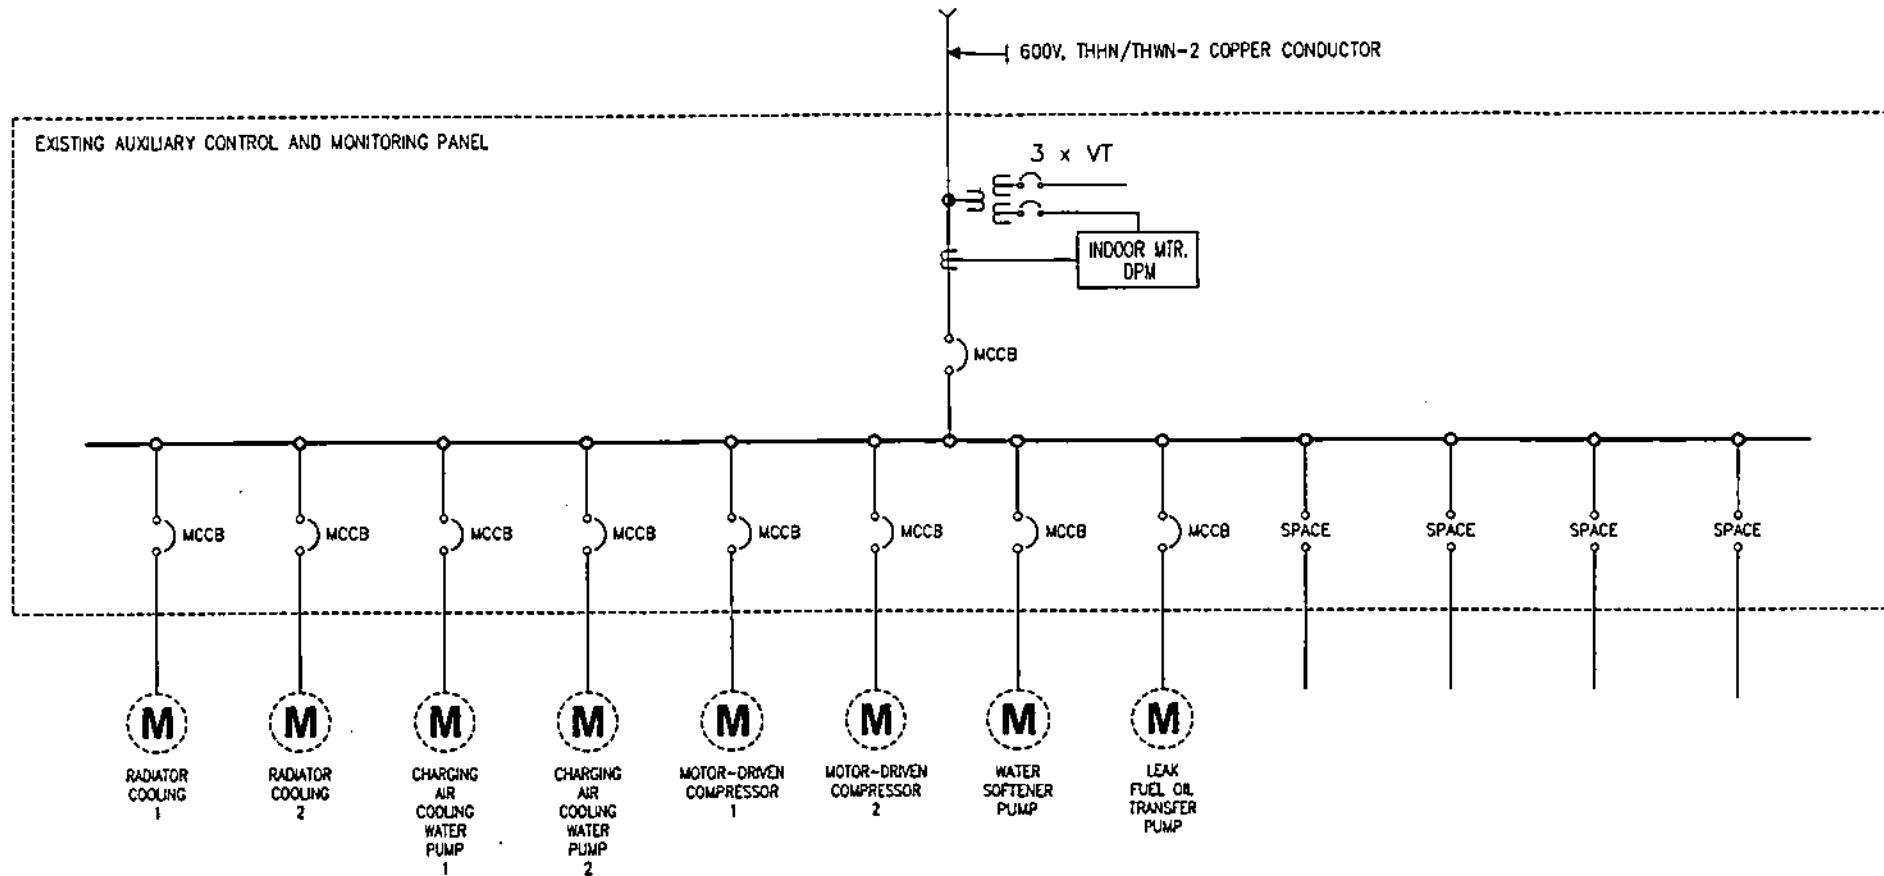 600V, THHN/THWN-2 COPPER CONDUCTOR
EXISTING AUXILIARY CONTROL AND MONITORING PANEL
3 x VT
INDOOR MTR.
DPM
MCCB
MCCB
MCCB
MCCB
MCCB
MCCB
MCCB
MCCB
MCCB
SPACE
SPACE
SPACE
SPACE
M
M
M
M
M
M
M
M
RADIATOR
COOLING
1
RADIATOR
COOLING
2
CHARGING
AIR
COOLING
WATER
PUMP
1
CHARGING
AIR
COOLING
WATER
PUMP
2
MOTOR-DRIVEN
COMPRESSOR
1
MOTOR-DRIVEN
COMPRESSOR
2
WATER
SOFTENER
PUMP
LEAK
FUEL OIL
TRANSFER
PUMP